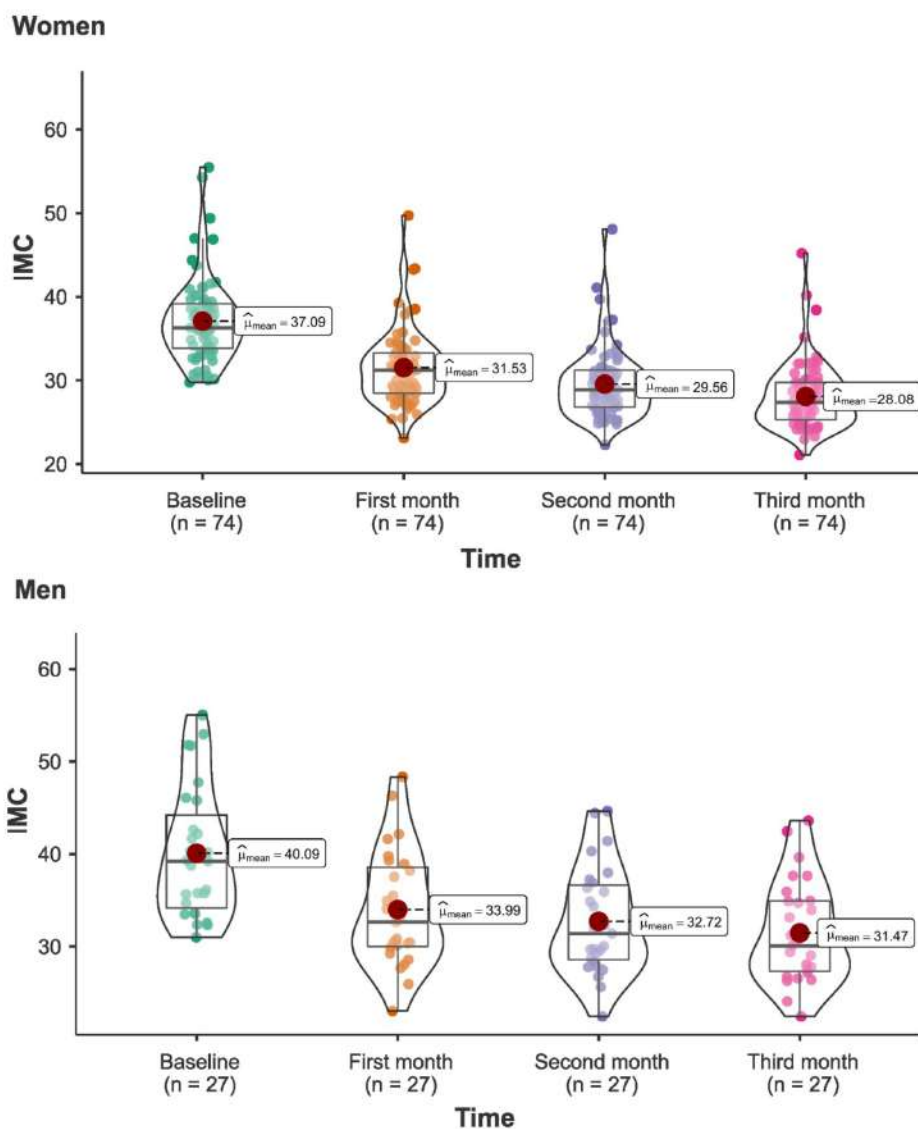 Women
60
50
40
30
20
IMC
μ̂mean = 37.09
μ̂mean = 31.53
μ̂mean = 29.56
μ̂mean =28.08
Baseline
(n = 74)
First month
(n = 74)
Second month
(n = 74)
Third month
(n = 74)
Time
Men
60
50
40
30
IMC
μ̂mean = 40.09
μ̂mean = 33.99
μ̂mean = 32.72
μ̂mean = 31.47
Baseline
(n = 27)
First month
(n = 27)
Second month
(n = 27)
Third month
(n = 27)
Time